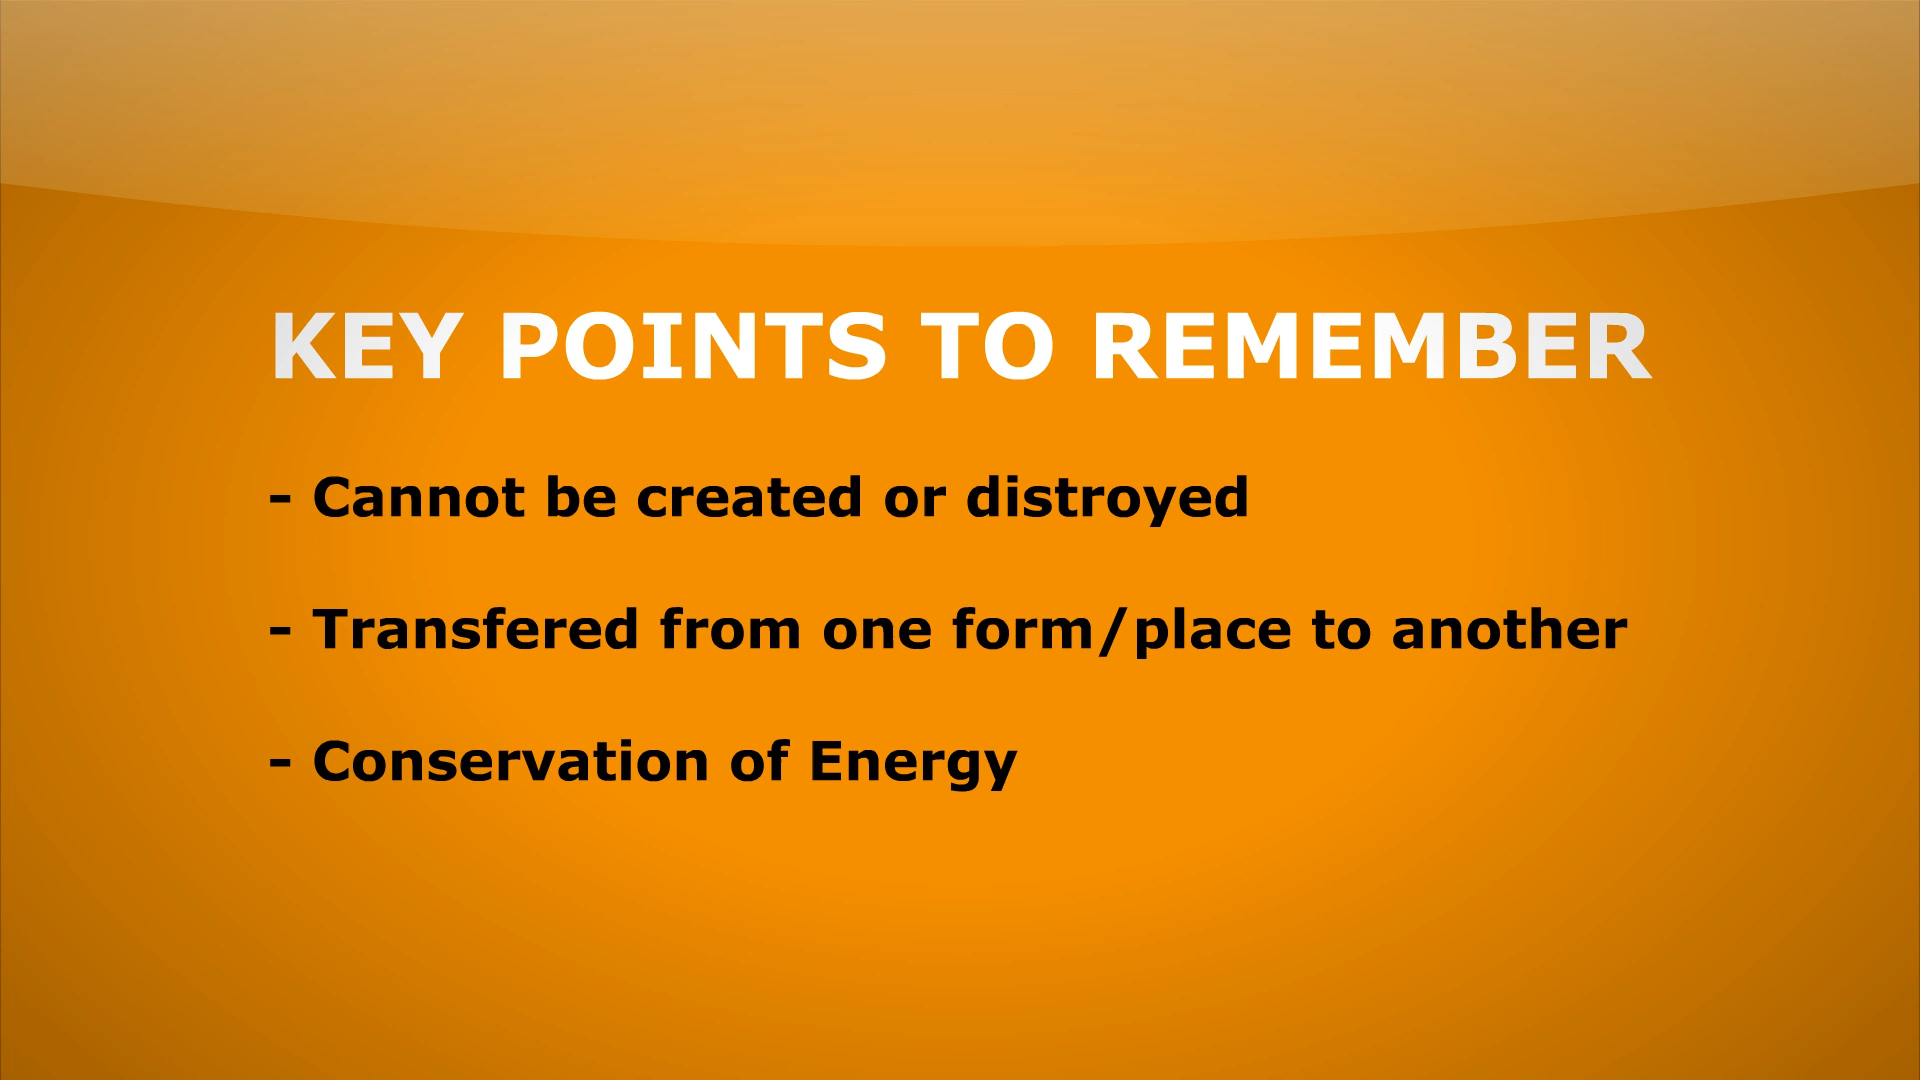 KEY POINTS TO REMEMBER
- Cannot be created or distroyed
- Transfered from one form/place to another
- Conservation of Energy